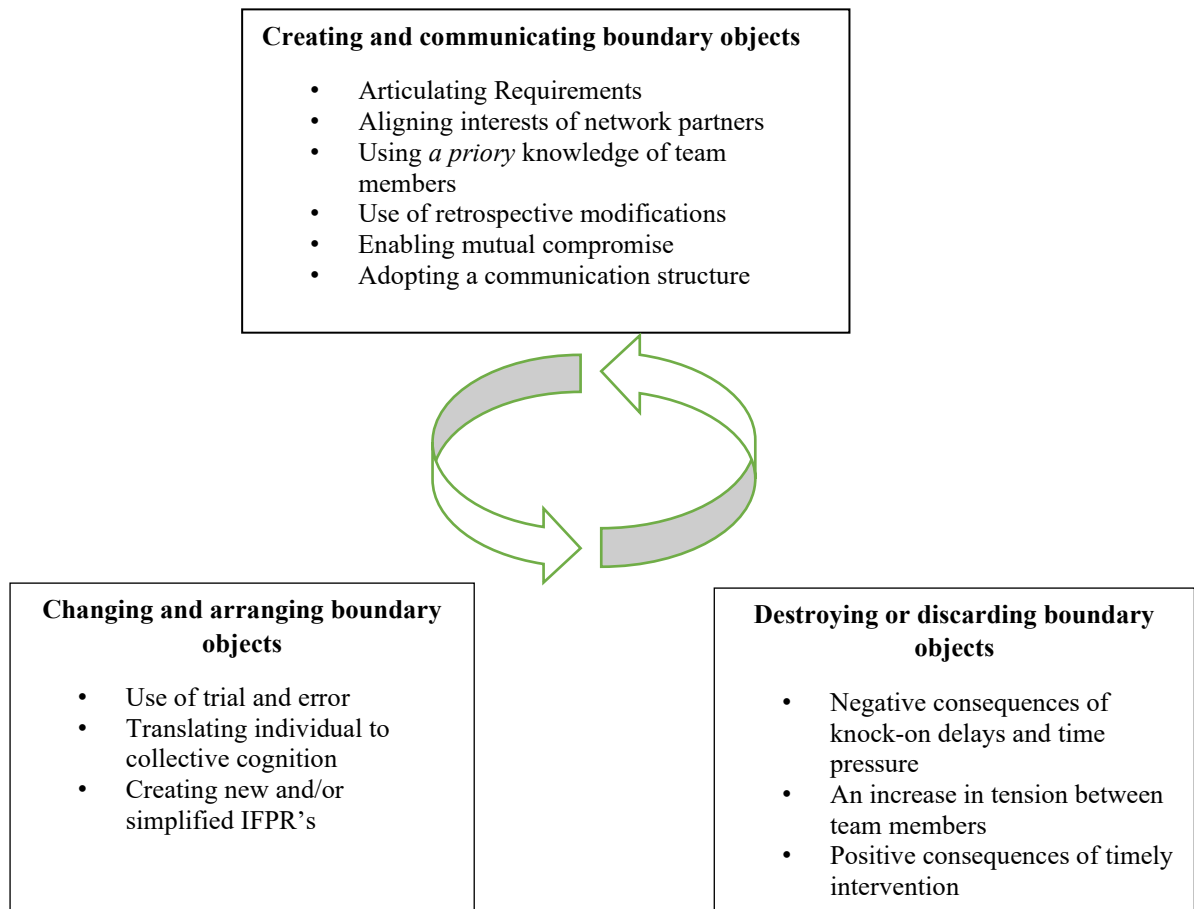 Creating and communicating boundary objects
• Articulating Requirements
• Aligning interests of network partners
• Using a priory knowledge of team
members
• Use of retrospective modifications
• Enabling mutual compromise
• Adopting a communication structure
Changing and arranging boundary
objects
• Use of trial and error
• Translating individual to
collective cognition
• Creating new and/or
simplified IFPR's
Destroying or discarding boundary
objects
• Negative consequences of
knock-on delays and time
pressure
• An increase in tension between
team members
• Positive consequences of timely
intervention